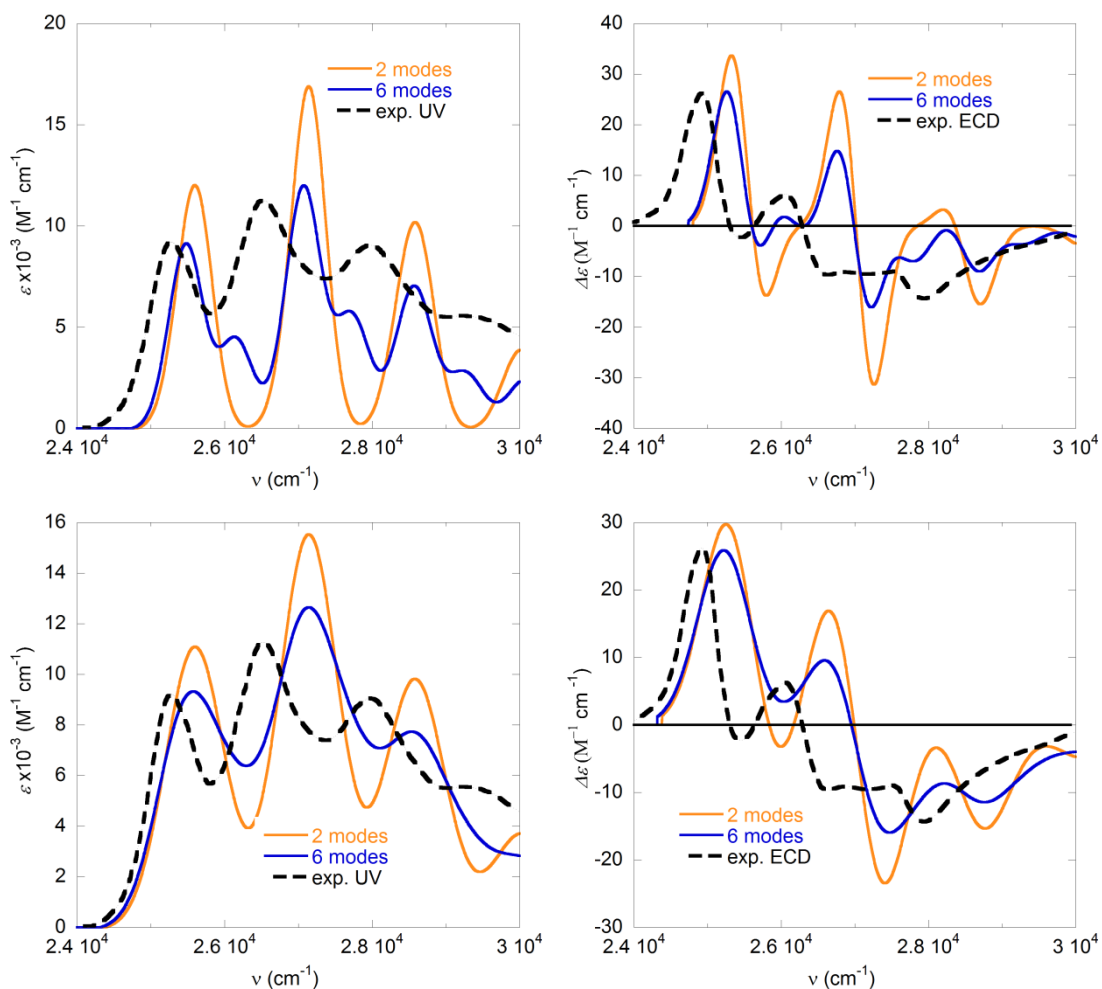 20
15
10
5
0
ε x10⁻³ (M⁻¹ cm⁻¹)
2 modes
6 modes
exp. UV
2.4 10⁴
2.6 10⁴
2.8 10⁴
3 10⁴
ν (cm⁻¹)
40
30
20
10
0
-10
-20
-30
-40
Δε (M⁻¹ cm⁻¹)
2 modes
6 modes
exp. ECD
2.4 10⁴
2.6 10⁴
2.8 10⁴
3 10⁴
ν (cm⁻¹)
16
14
12
10
8
6
4
2
0
ε x10⁻³ (M⁻¹ cm⁻¹)
2 modes
6 modes
exp. UV
2.4 10⁴
2.6 10⁴
2.8 10⁴
3 10⁴
ν (cm⁻¹)
30
20
10
0
-10
-20
-30
Δε (M⁻¹ cm⁻¹)
2 modes
6 modes
exp. ECD
2.4 10⁴
2.6 10⁴
2.8 10⁴
3 10⁴
ν (cm⁻¹)